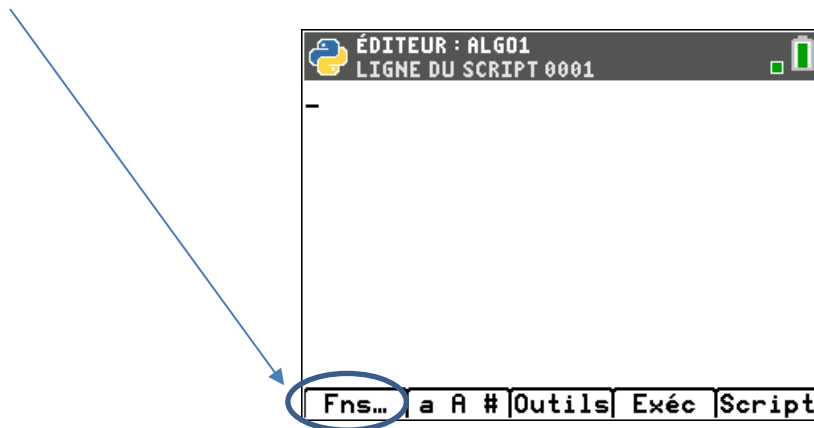 ÉDITEUR : ALGO1
LIGNE DU SCRIPT 0001
Fns… a A # Outils Exéc Script